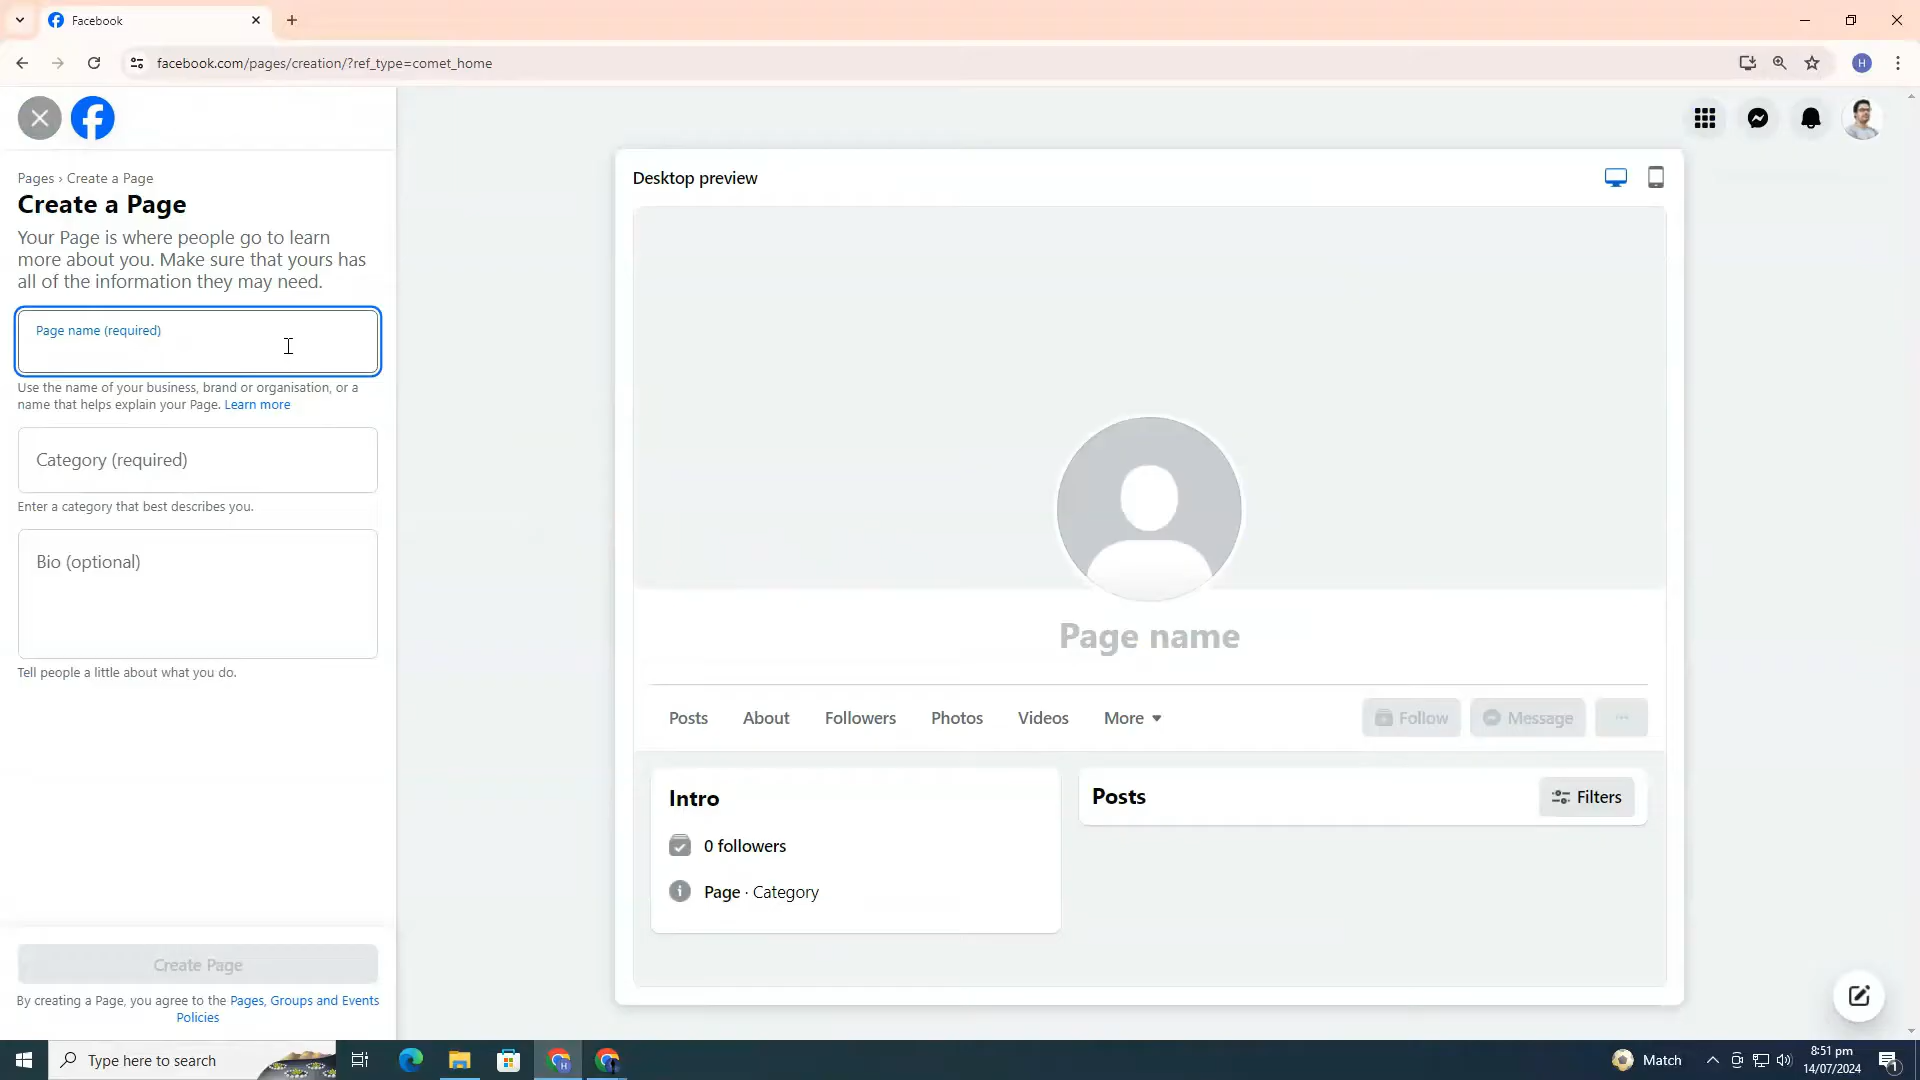 Facebook
facebook.com/pages/creation/?ref_type=comet_home
H
Pages › Create a Page
Create a Page
Your Page is where people go to learn
more about you. Make sure that yours has
all of the information they may need.
Page name (required)
Use the name of your business, brand or organisation, or a
name that helps explain your Page. Learn more
Category (required)
Enter a category that best describes you.
Bio (optional)
Tell people a little about what you do.
Create Page
By creating a Page, you agree to the Pages, Groups and Events
Policies
Desktop preview
Page name
Posts About Followers Photos Videos More
Follow Message
Intro
0 followers
Page · Category
Posts
Filters
Type here to search
H
Match
8:51 pm
14/07/2024
1